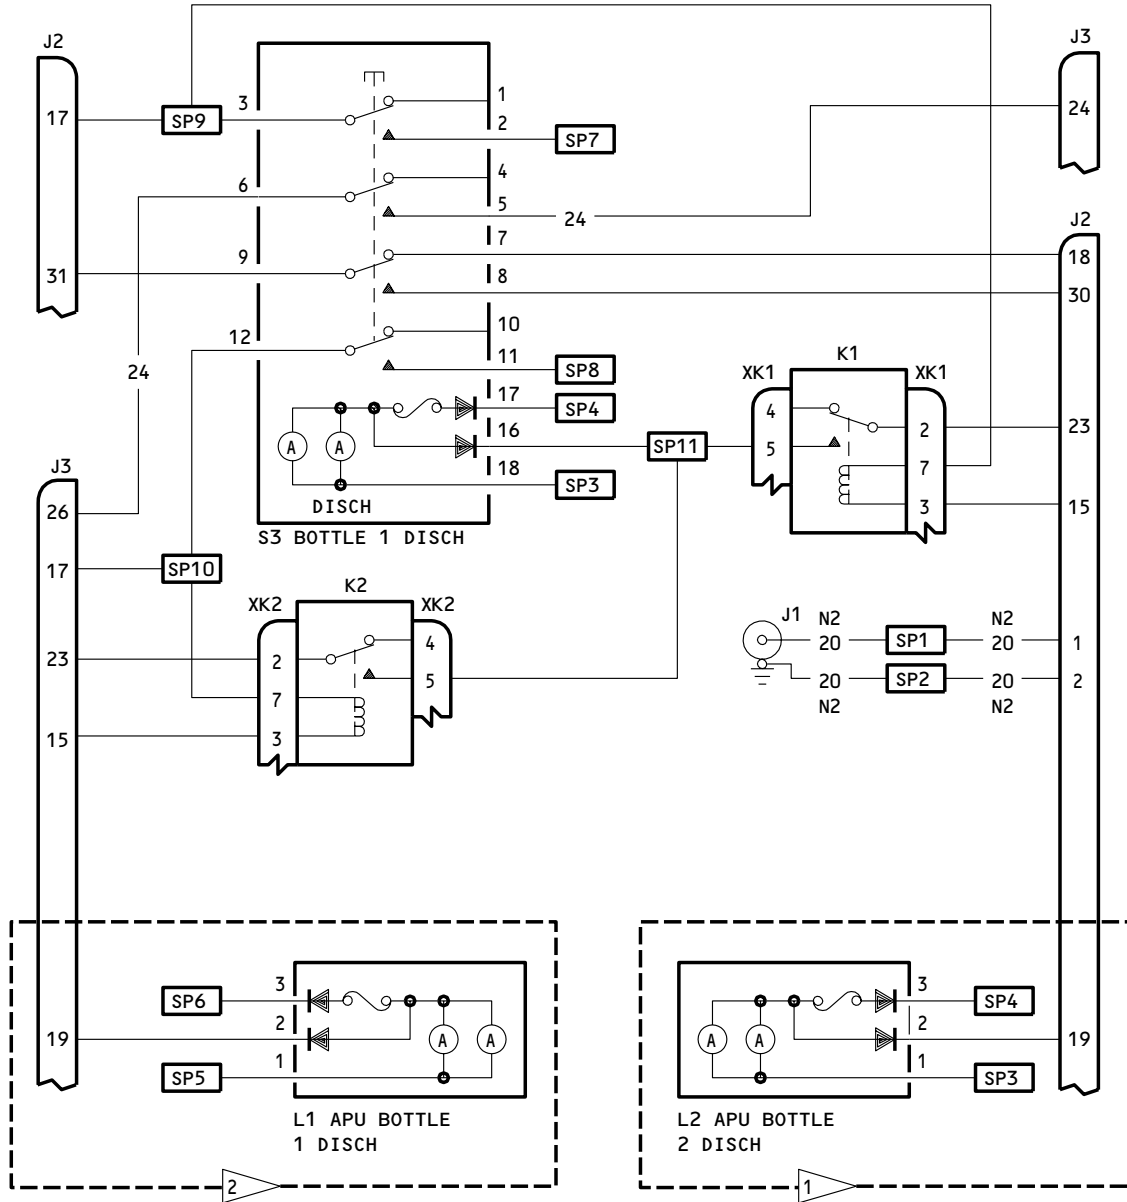 J2
17
SP9
31
3
6
9
12
1
2
SP7
4
5
24
7
8
10
11
SP8
17
SP4
16
SP11
18
SP3
A
A
DISCH
S3 BOTTLE 1 DISCH
J3
24
J2
18
30
23
15
1
2
19
K1
XK1
XK1
4
5
2
7
3
24
J3
26
17
SP10
23
15
19
K2
XK2
XK2
2
7
3
4
5
J1
N2
20
SP1
N2
20
20
N2
SP2
20
N2
SP6
3
2
SP5
1
A
A
L1 APU BOTTLE
1 DISCH
2
A
A
3
SP4
2
1
SP3
L2 APU BOTTLE
2 DISCH
1